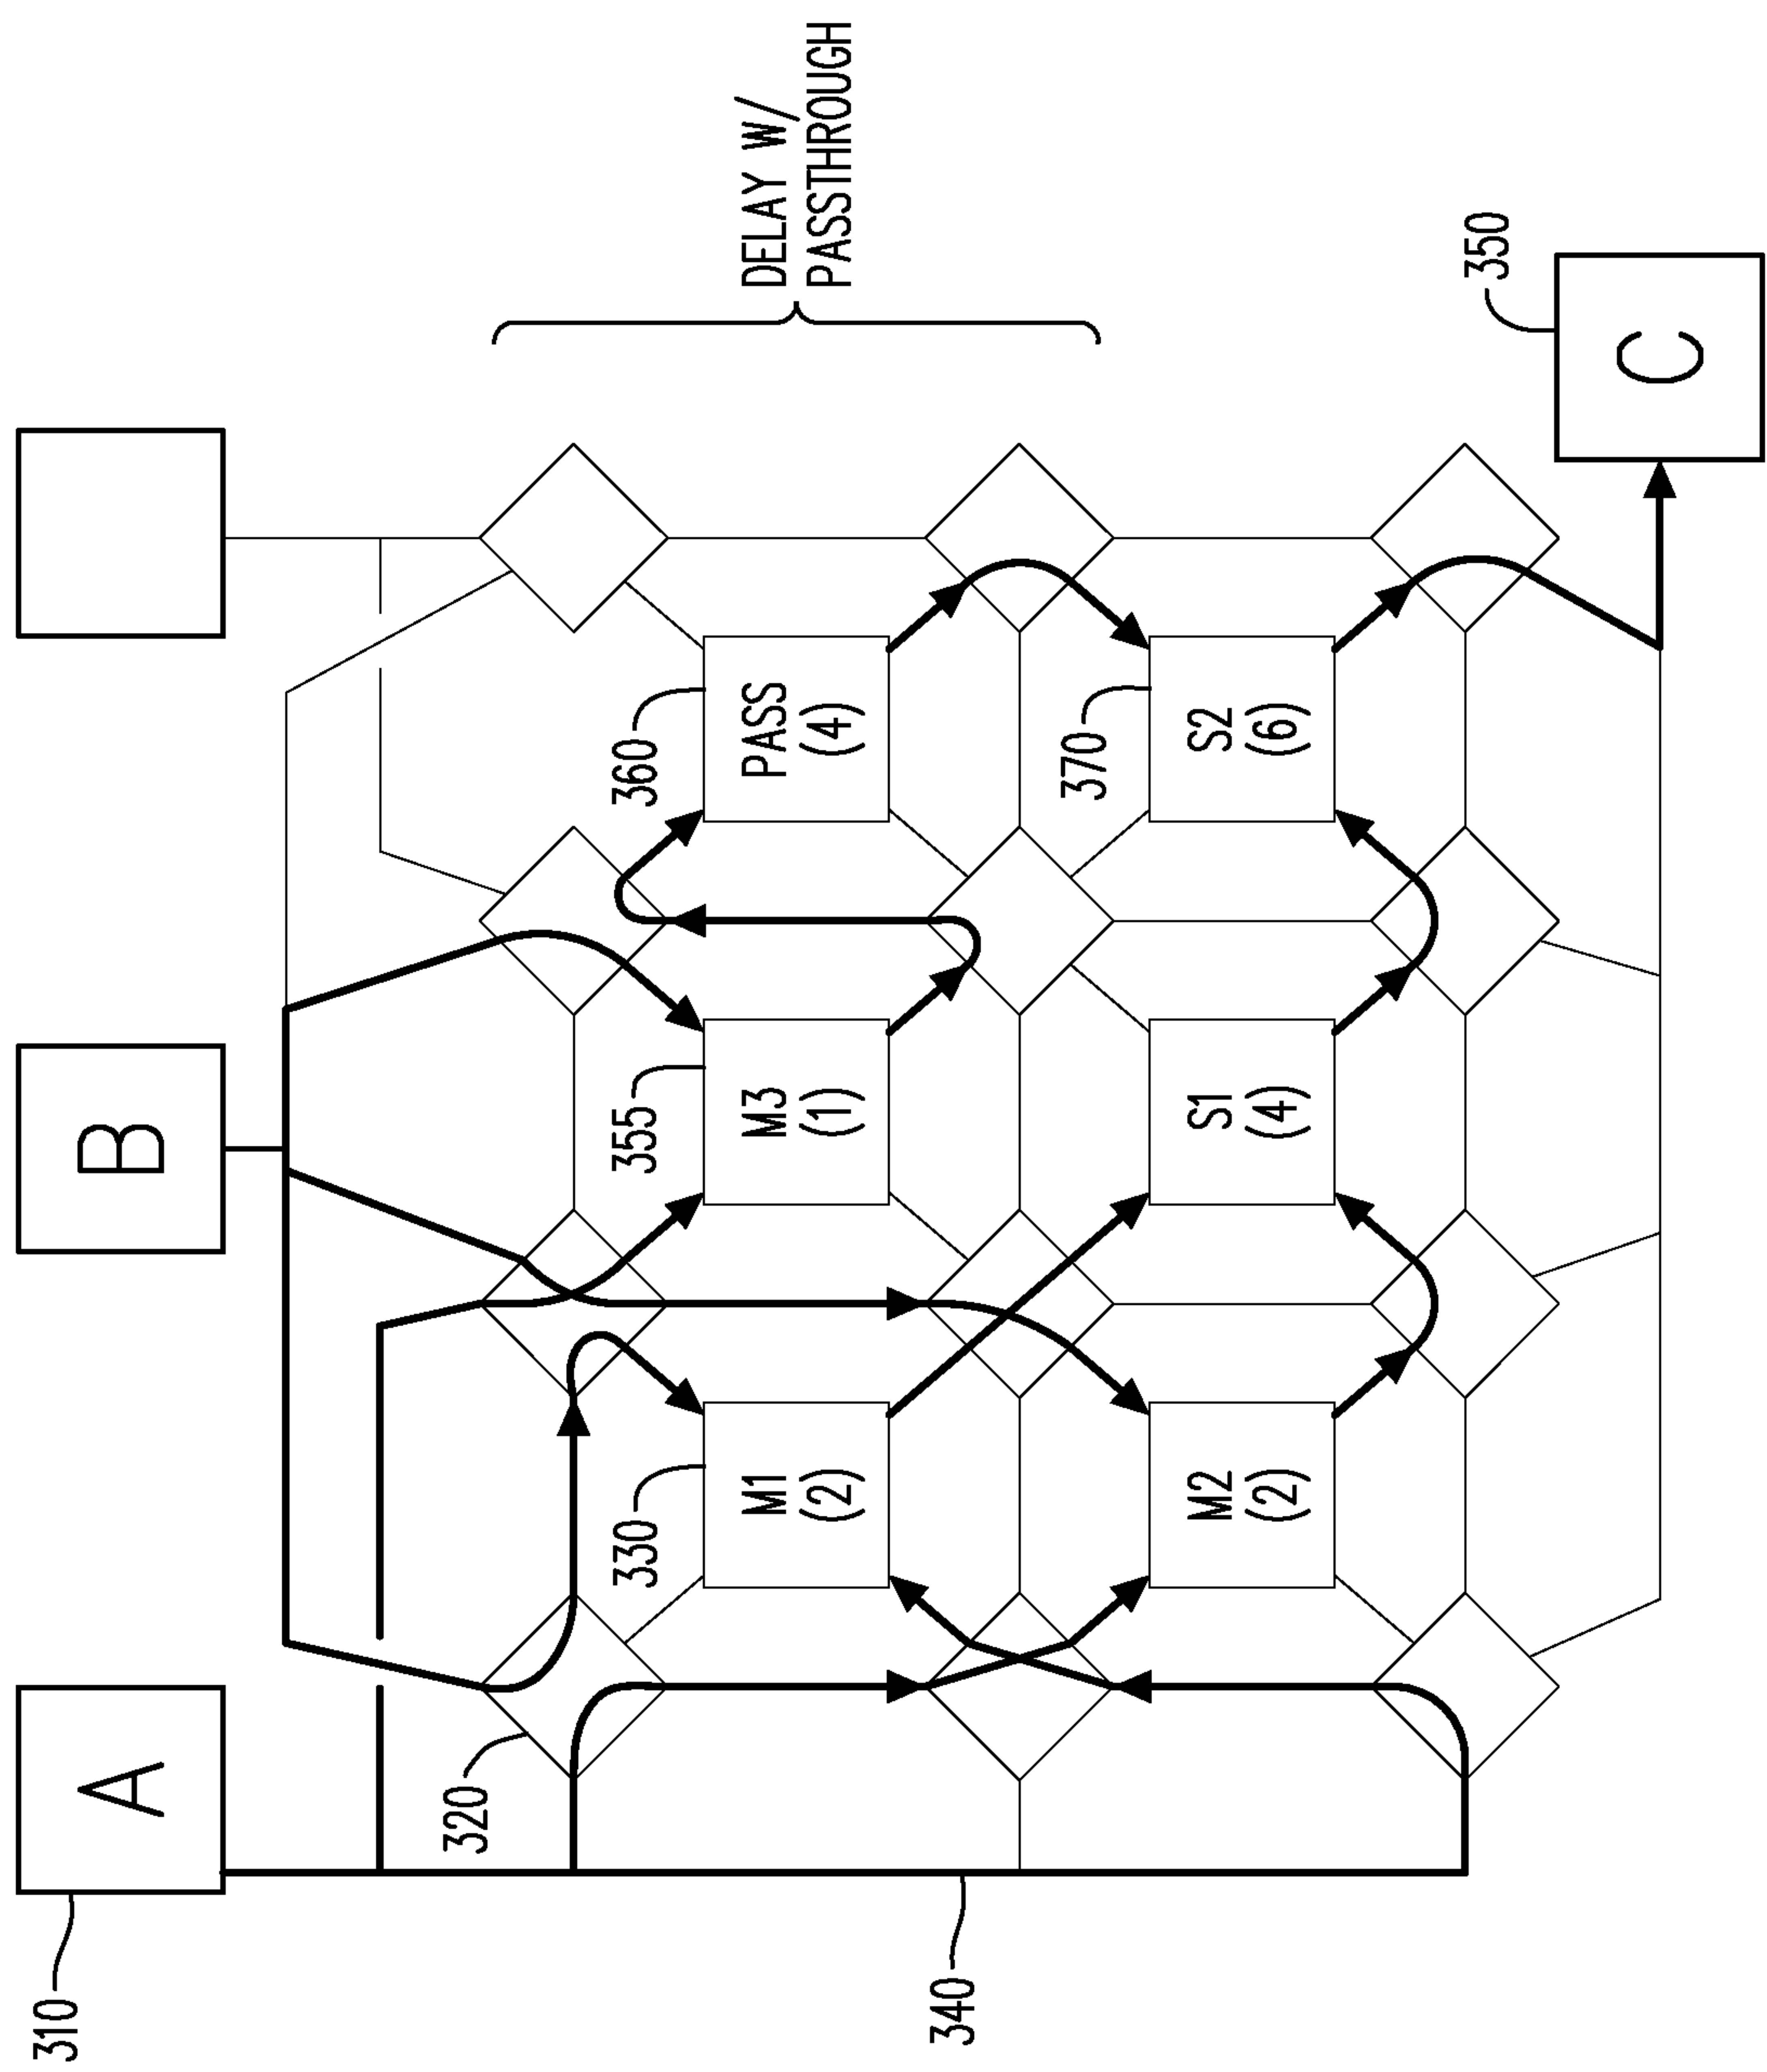 310
A
B
320
330
355
360
M1
(2)
M3
(1)
PASS
(4)
DELAY W/
PASSTHROUGH
340
370
M2
(2)
S1
(4)
S2
(6)
350
C